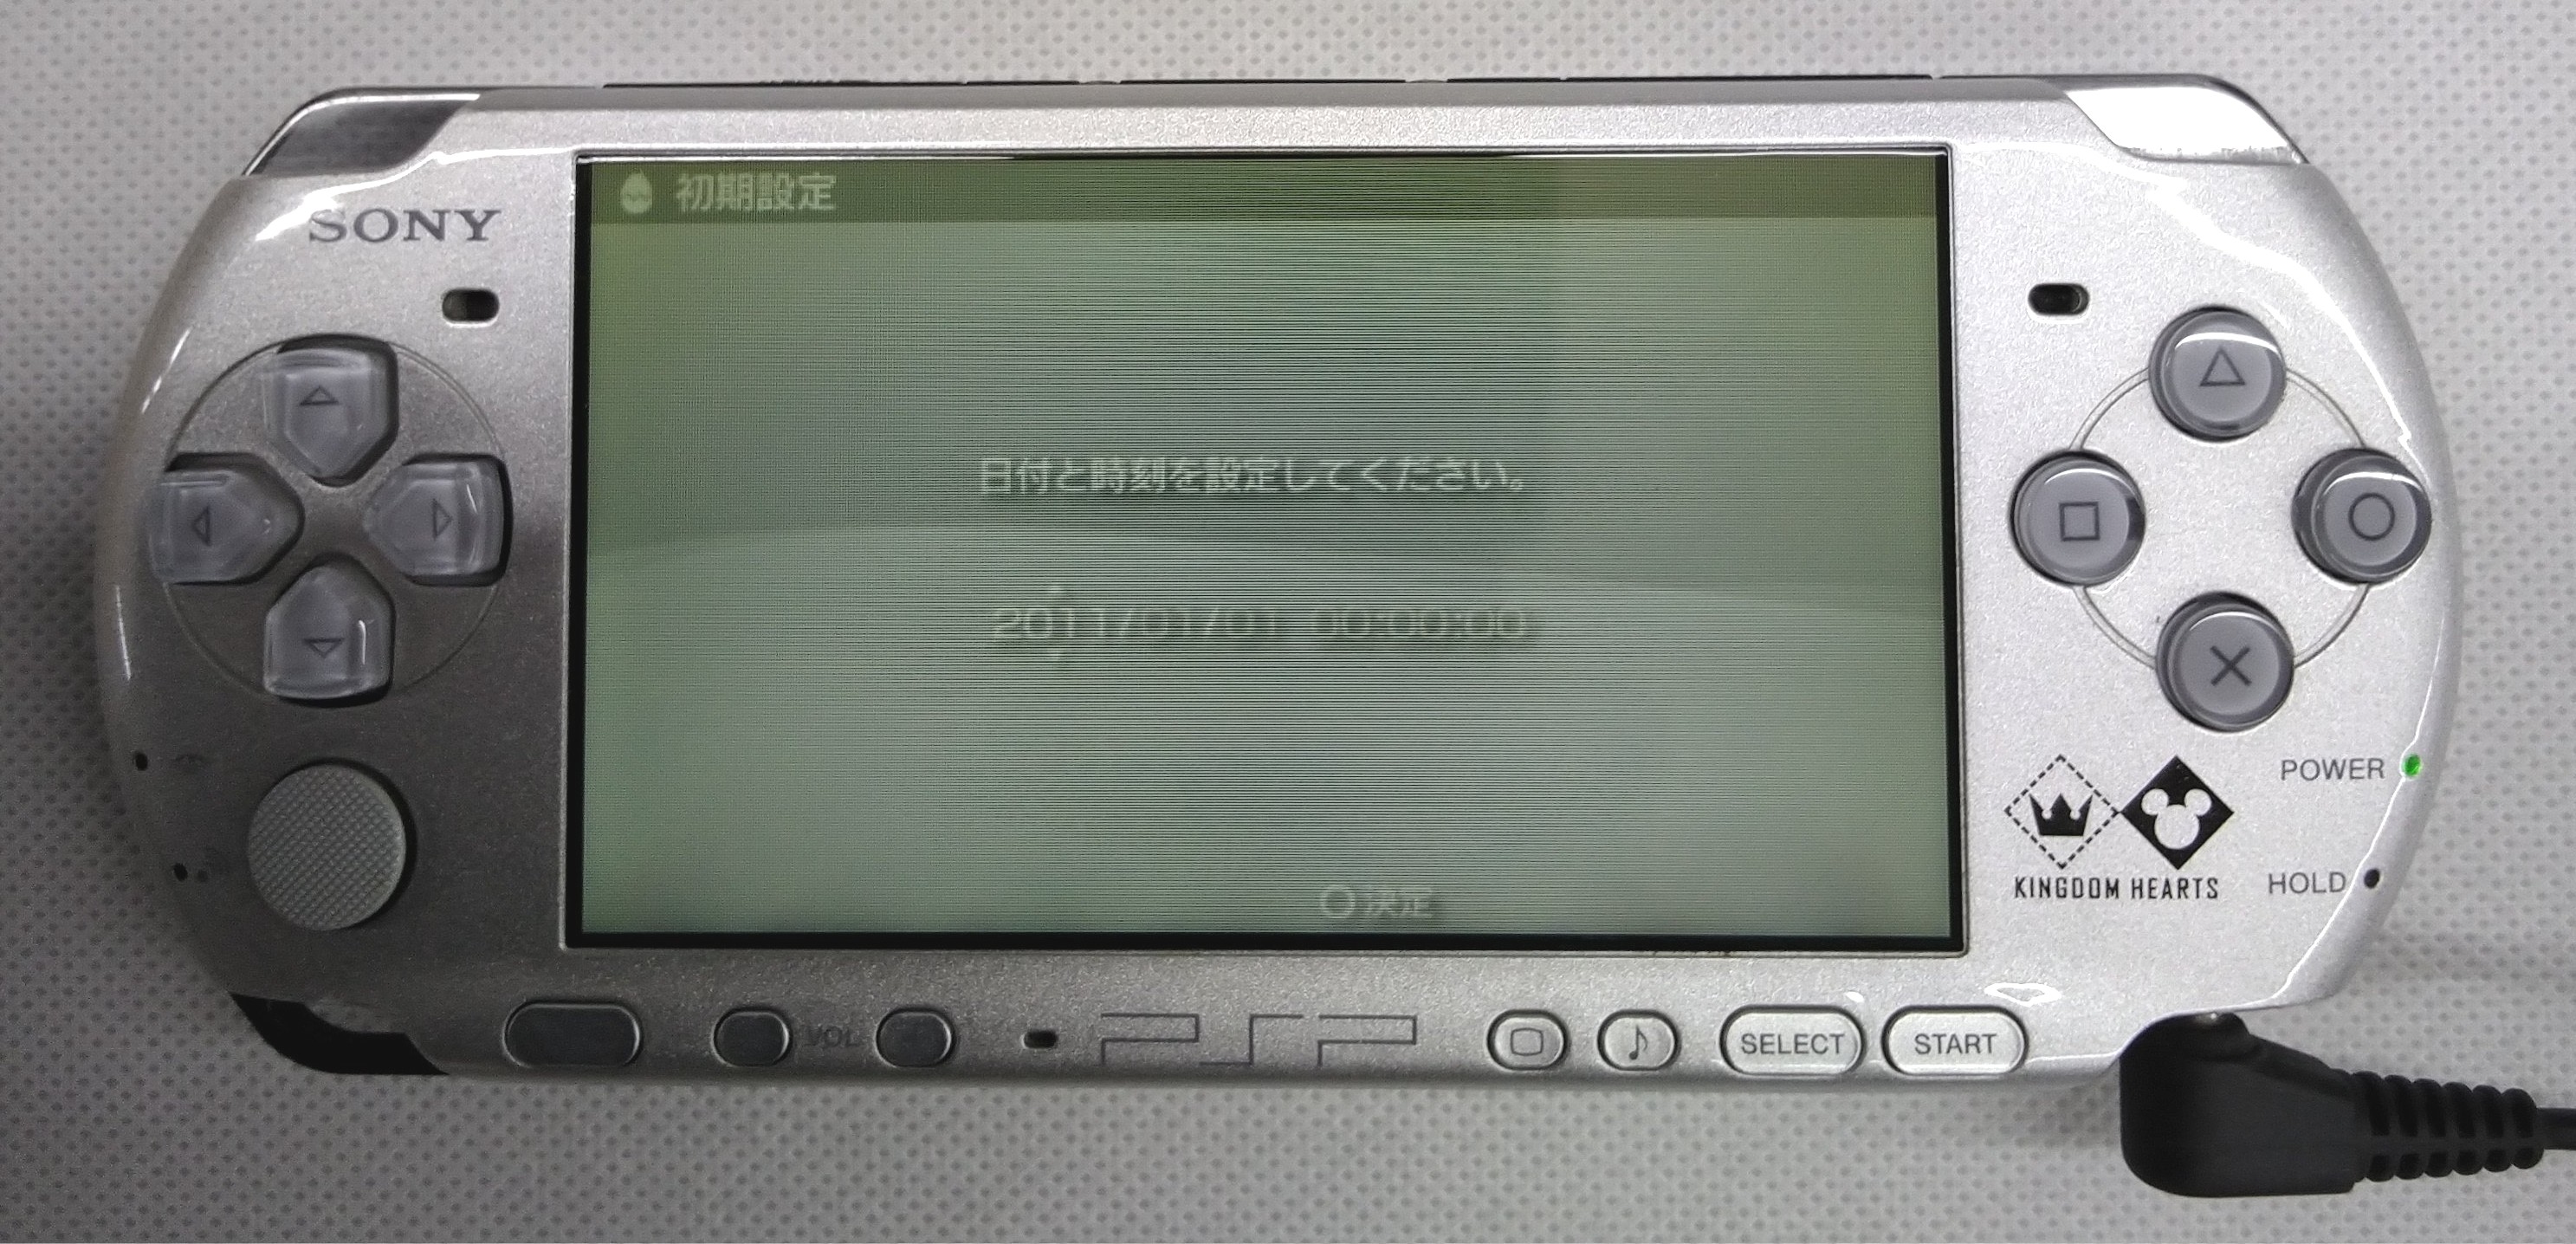 SONY
初期設定
日付と時刻を設定してください。
2011/01/01 00:00:00
決定
POWER
HOLD
KINGDOM HEARTS
VOL
PSP
SELECT
START